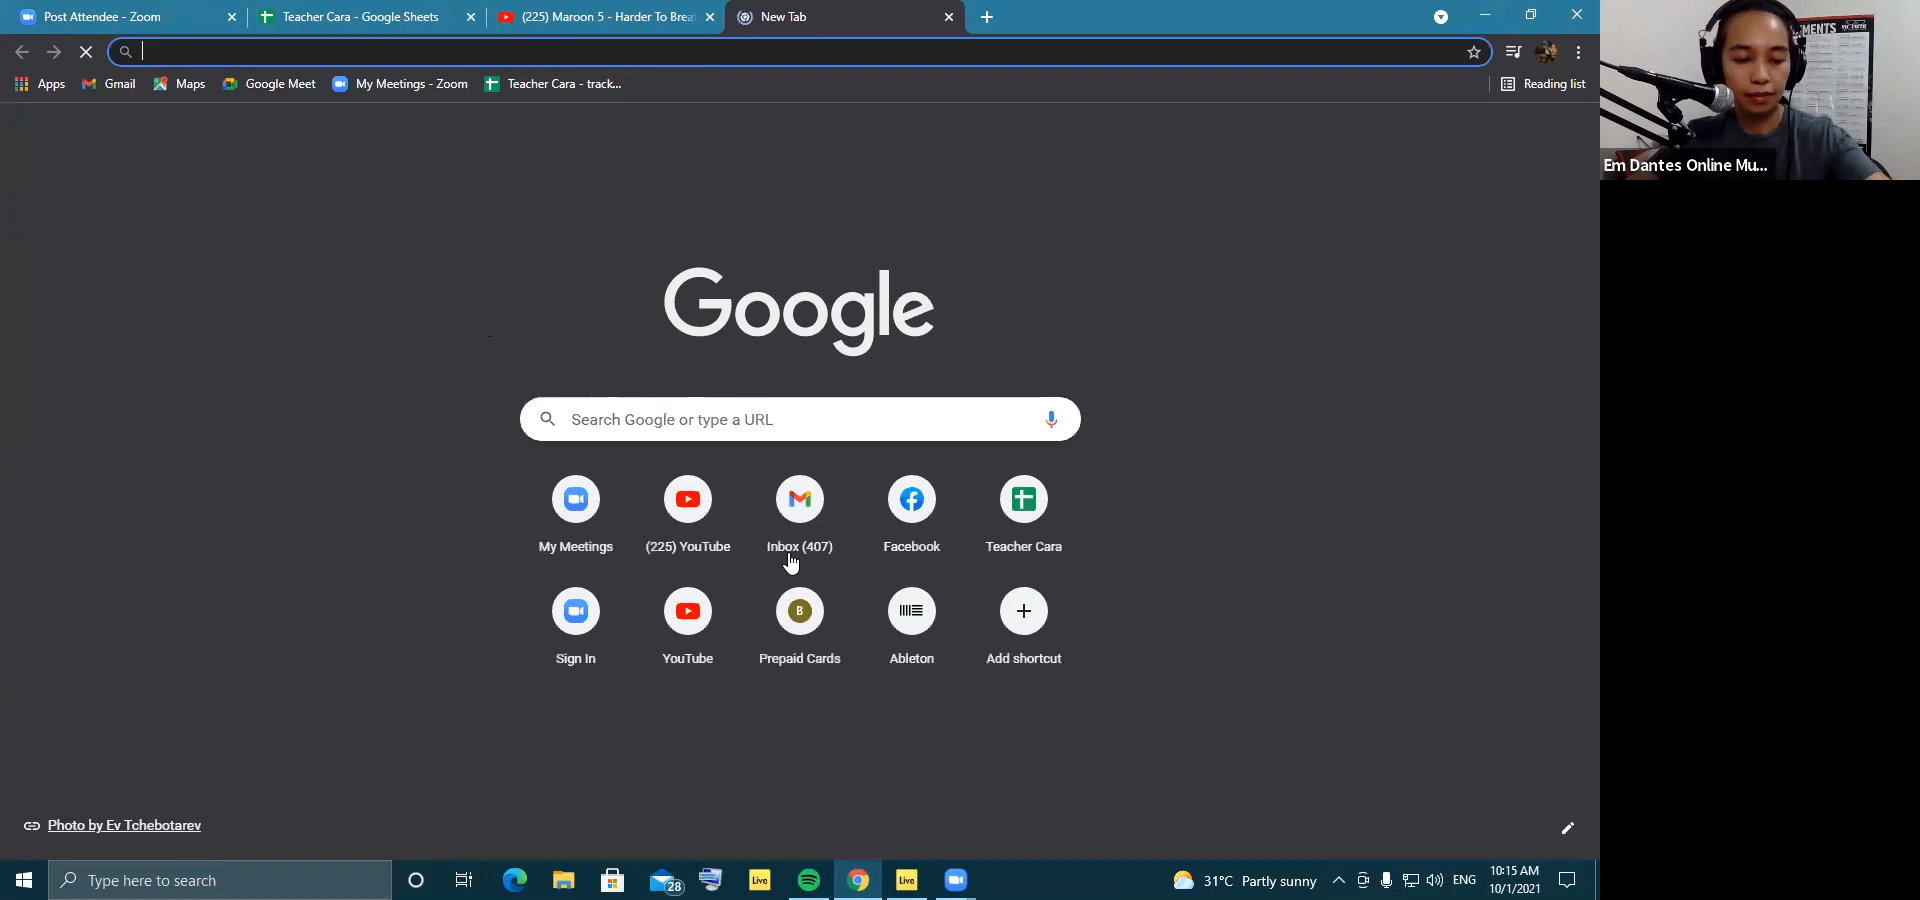 Post Attendee - Zoom
Teacher Cara - Google Sheets
(225) Maroon 5 - Harder To Brea
New Tab
Apps
Gmail
Maps
Google Meet
My Meetings - Zoom
Teacher Cara - track...
Reading list
MENTS
Em Dantes Online Mu...
Google
Search Google or type a URL
My Meetings
(225) YouTube
Inbox (407)
Facebook
Teacher Cara
B
Sign In
YouTube
Prepaid Cards
Ableton
Add shortcut
Photo by Ev Tchebotarev
Type here to search
28
Live
Live
31°C Partly sunny
ENG
10:15 AM
10/1/2021